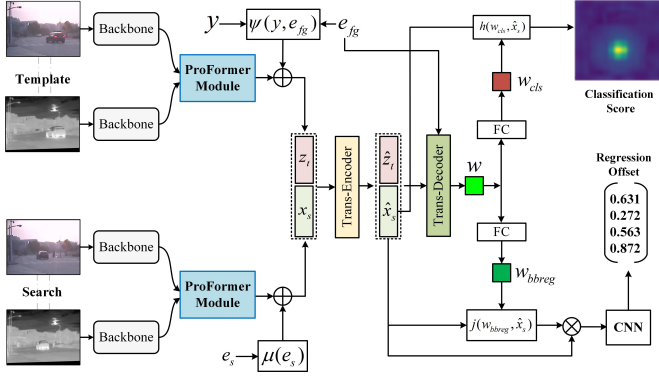 Backbone
y
ψ(y, e_fg)
e_fg
h(w_cls, x̂_s)
Template
ProFormer
Module
w_cls
Classification
Score
Backbone
FC
z_t
Trans-Encoder
ẑ_t
Trans-Decoder
w
Regression
Offset
x_s
x̂_s
0.631
0.272
0.563
0.872
FC
Backbone
Search
ProFormer
Module
w_bbreg
Backbone
e_s
μ(e_s)
j(w_bbreg, x̂_s)
CNN